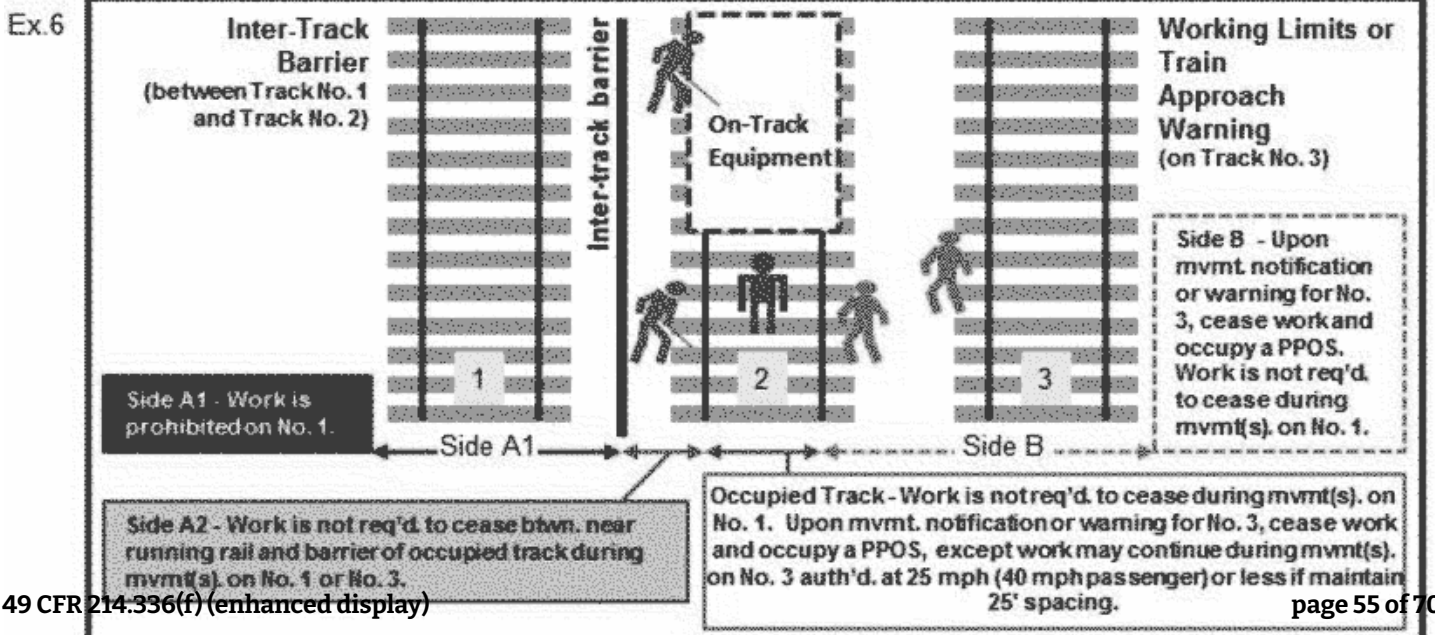 Ex.6
Inter-Track
Barrier
(between Track No. 1
and Track No. 2)
Inter-track barrier
On-Track
Equipment
Working Limits or
Train
Approach
Warning
(on Track No. 3)
Side B - Upon
mvmt. notification
or warning for No.
3, cease work and
occupy a PPOS.
Work is not req'd.
to cease during
mvmt(s). on No. 1.
1
2
3
Side A1 - Work is
prohibited on No. 1.
Side A1
Side B
Side A2 - Work is not req'd. to cease btwn. near
running rail and barrier of occupied track during
mvmt(s). on No. 1 or No. 3.
Occupied Track - Work is not req'd. to cease during mvmt(s). on
No. 1. Upon mvmt. notification or warning for No. 3, cease work
and occupy a PPOS, except work may continue during mvmt(s).
on No. 3 auth'd. at 25 mph (40 mph passenger) or less if maintain
25' spacing.
49 CFR 214.336(f) (enhanced display)
page 55 of 70